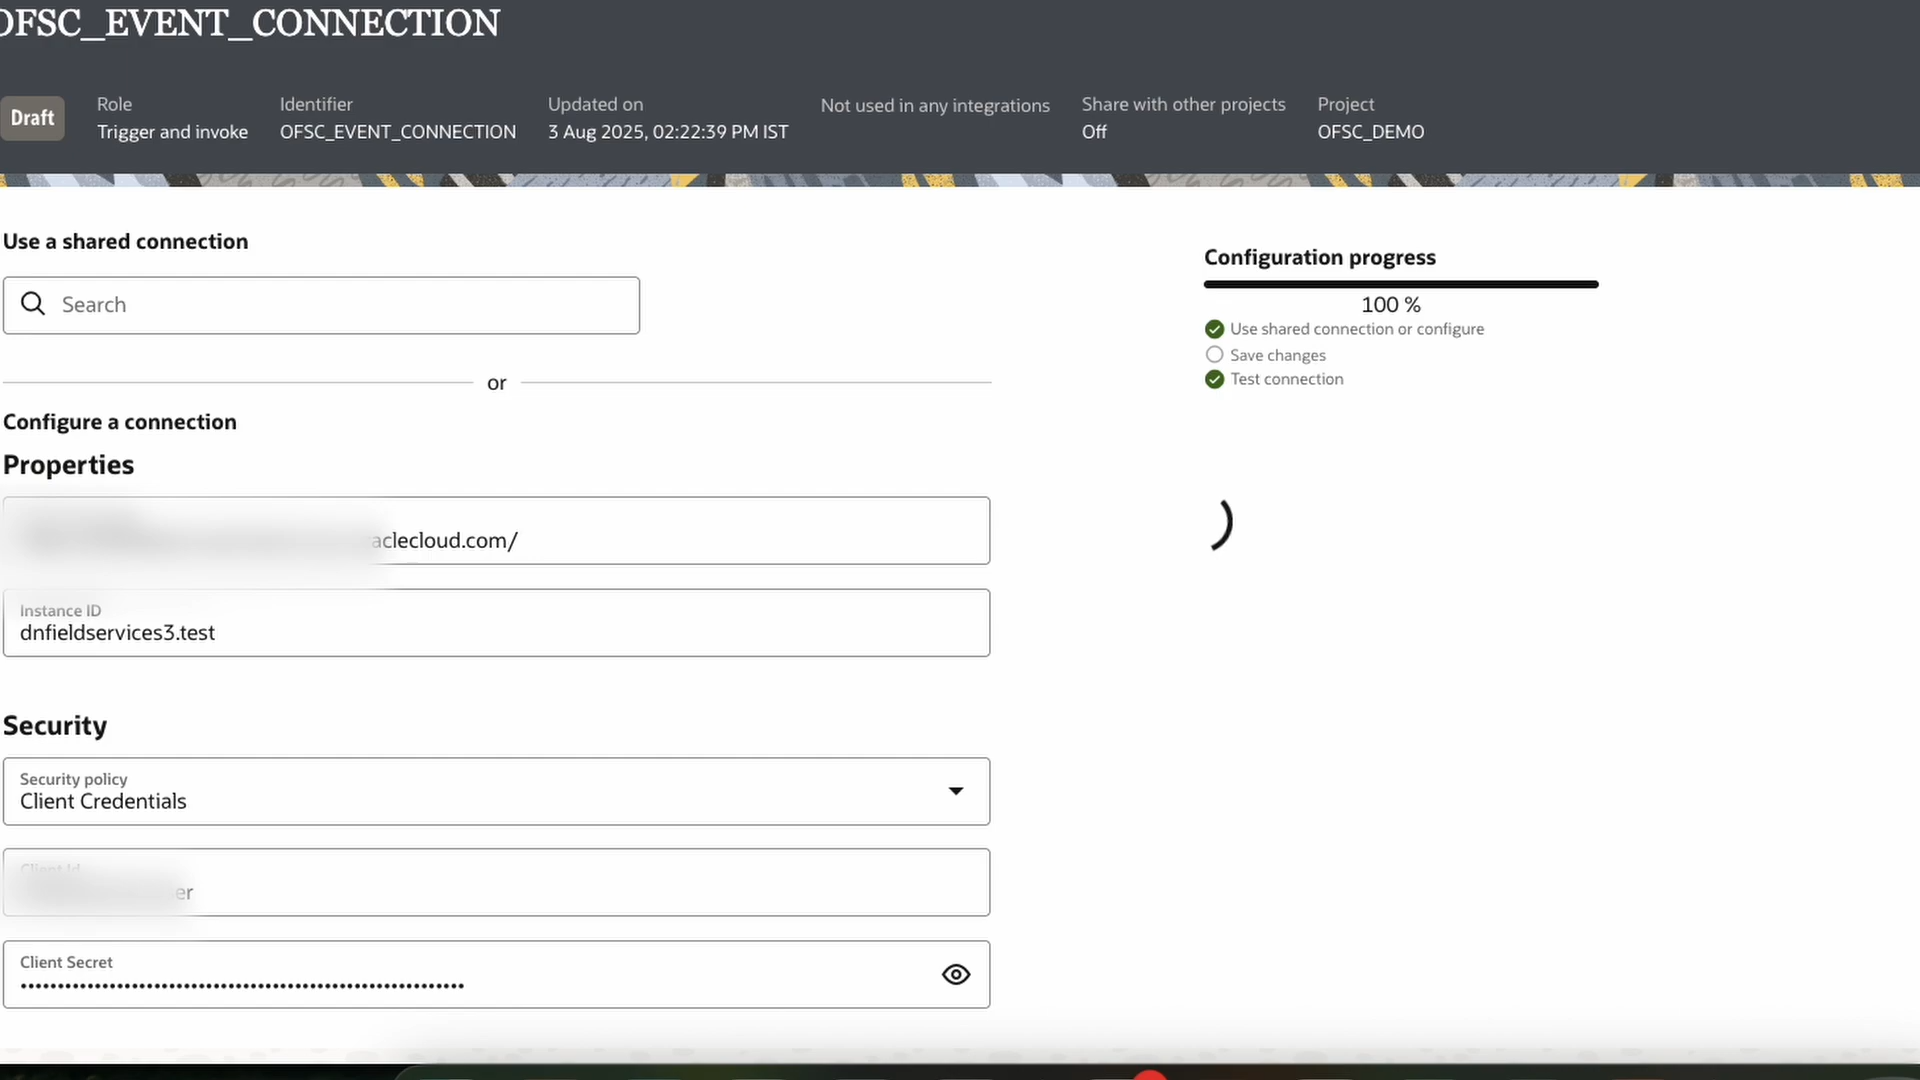 OFSC_EVENT_CONNECTION
Draft
Role
Trigger and invoke
Identifier
OFSC_EVENT_CONNECTION
Updated on
3 Aug 2025, 02:22:39 PM IST
Not used in any integrations
Share with other projects
Off
Project
OFSC_DEMO
Use a shared connection
Search
or
Configure a connection
Properties
aclecloud.com/
Instance ID
dnfieldservices3.test
Security
Security policy
Client Credentials
Client Id
er
Client Secret
Configuration progress
100 %
Use shared connection or configure
Save changes
Test connection